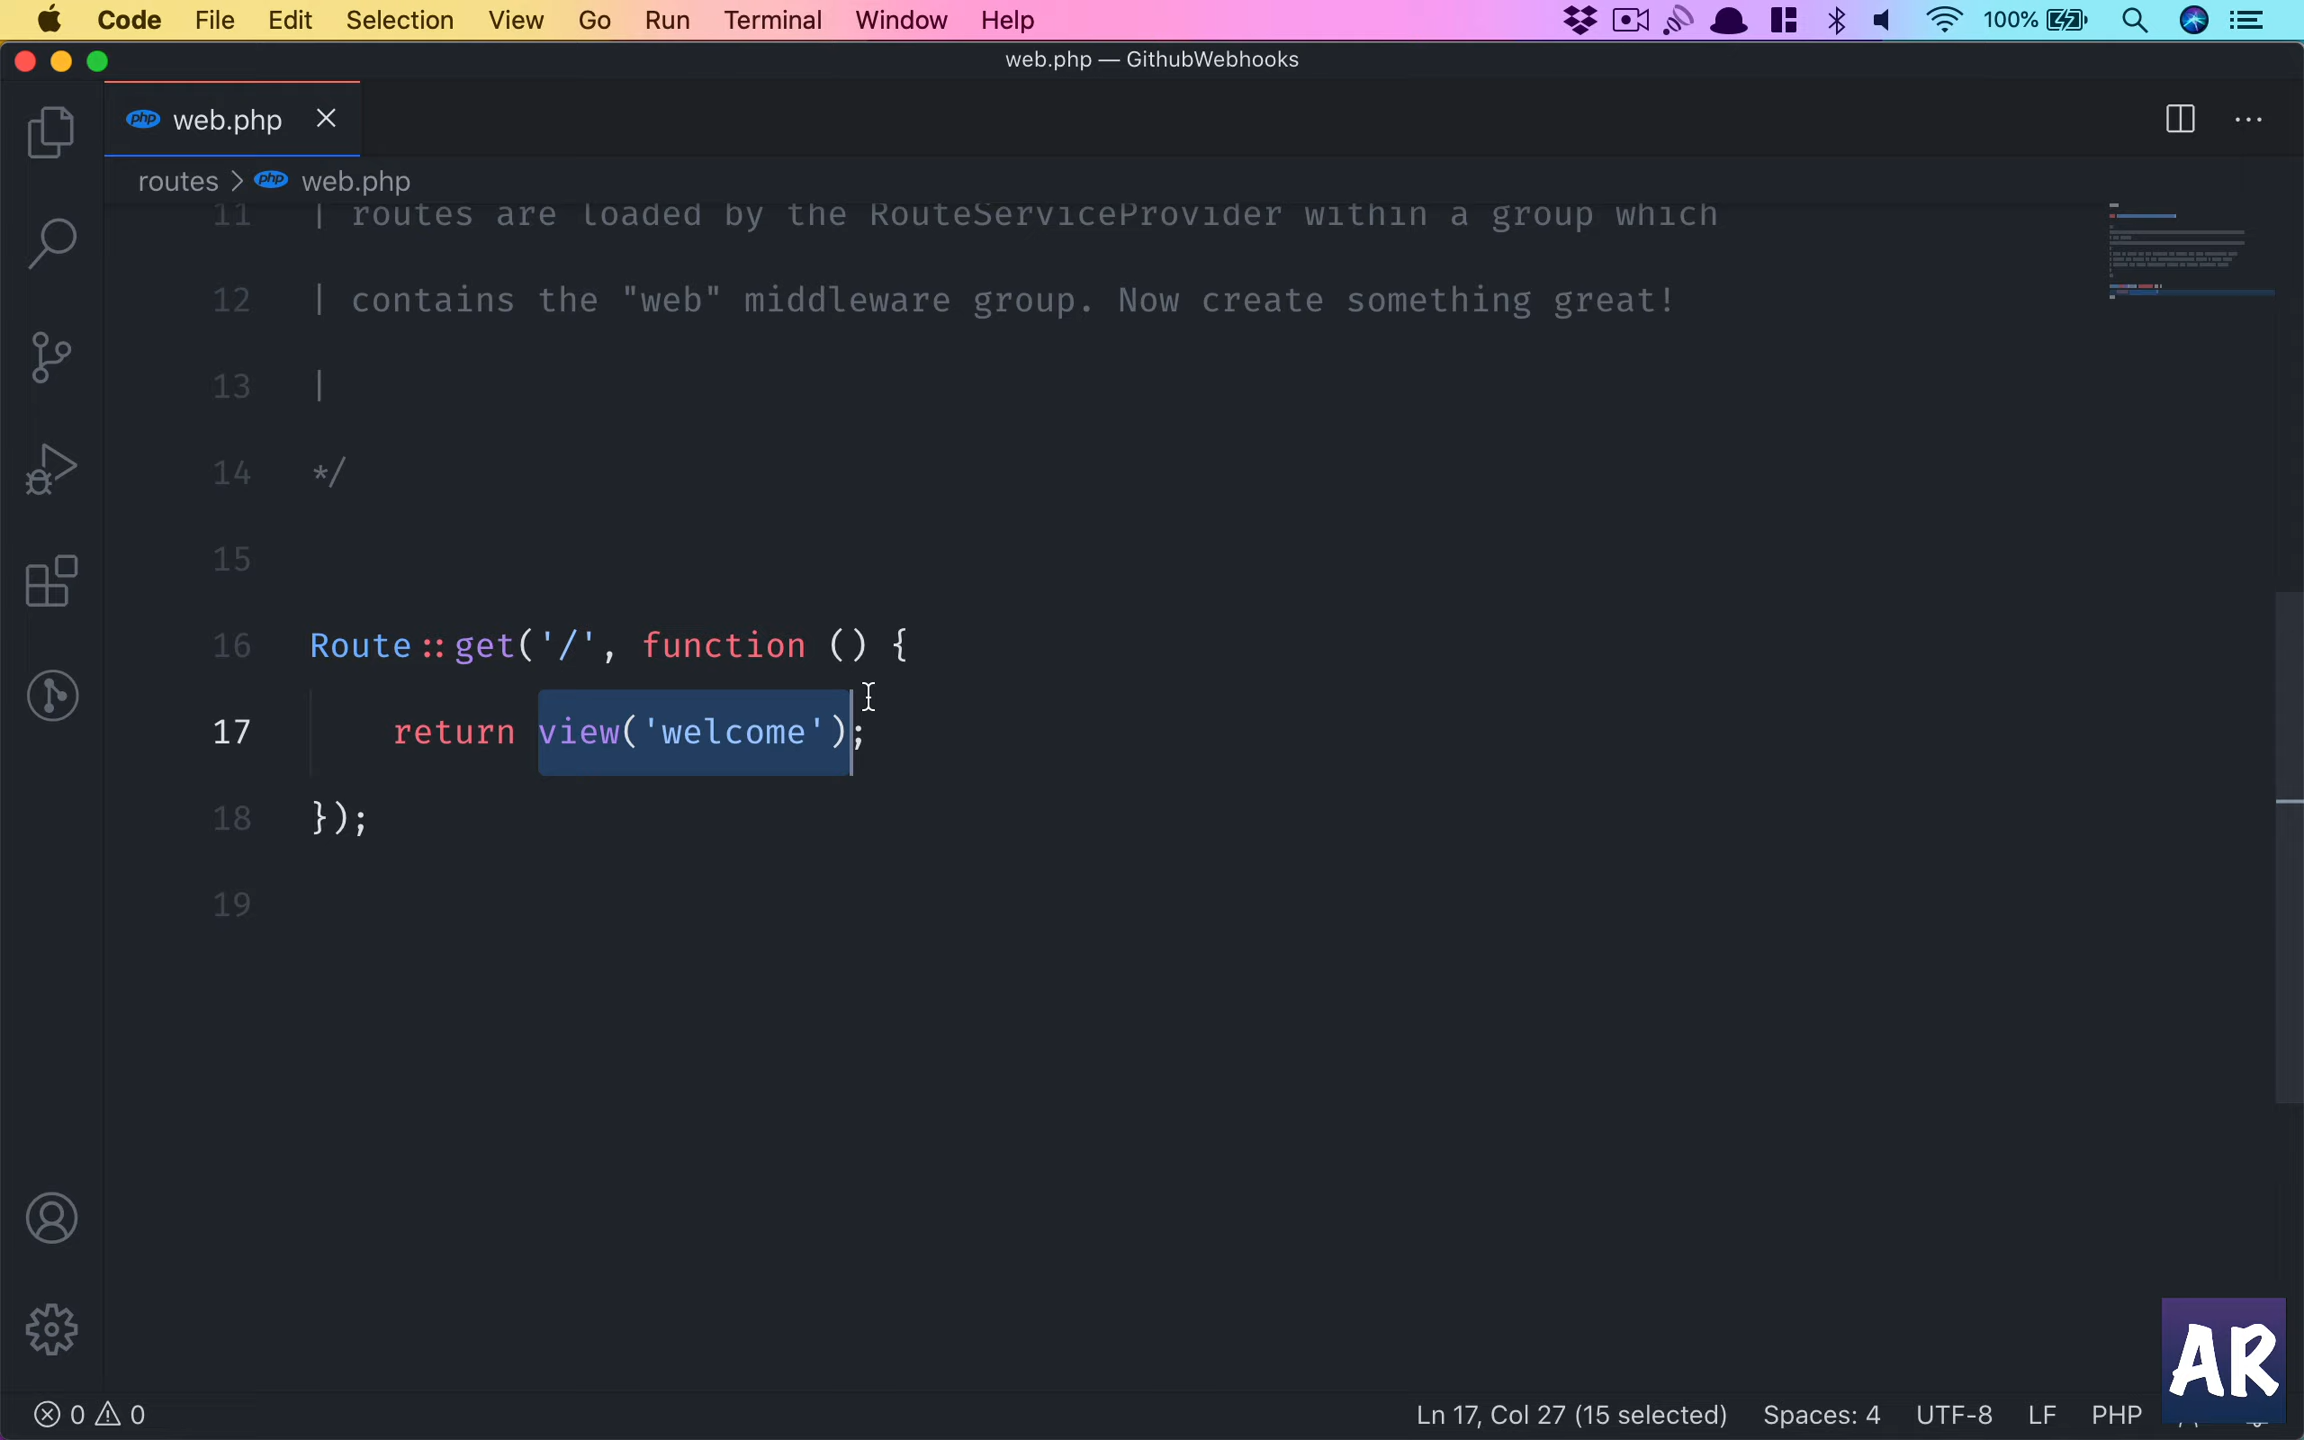 Code File Edit Selection View Go Run Terminal Window Help 100%
web.php — GithubWebhooks
php web.php
routes > php web.php
11 | routes are loaded by the RouteServiceProvider within a group which
12 | contains the "web" middleware group. Now create something great!
13 |
14 */
15
16 Route::get('/', function () {
17 return view('welcome');
18 });
19
AR
0 0 Ln 17, Col 27 (15 selected) Spaces: 4 UTF-8 LF PHP